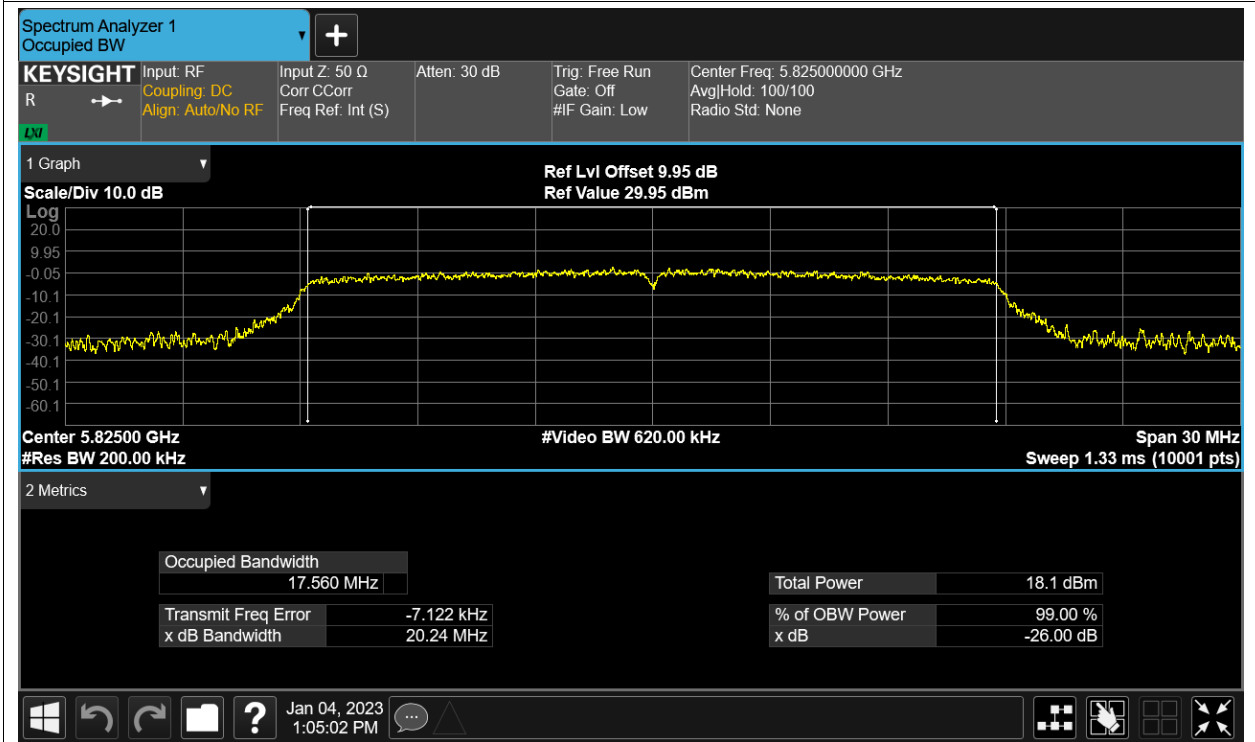 Spectrum Analyzer 1
Occupied BW
KEYSIGHT
R
LXI
Input: RF
Coupling: DC
Align: Auto/No RF
Input Z: 50 Ω
Corr CCorr
Freq Ref: Int (S)
Atten: 30 dB
Trig: Free Run
Gate: Off
#IF Gain: Low
Center Freq: 5.825000000 GHz
Avg|Hold: 100/100
Radio Std: None
1 Graph
Scale/Div 10.0 dB
Ref Lvl Offset 9.95 dB
Ref Value 29.95 dBm
Log
20.0
9.95
-0.05
-10.1
-20.1
-30.1
-40.1
-50.1
-60.1
Center 5.82500 GHz
#Video BW 620.00 kHz
Span 30 MHz
#Res BW 200.00 kHz
Sweep 1.33 ms (10001 pts)
2 Metrics
Occupied Bandwidth
17.560 MHz
Total Power 18.1 dBm
Transmit Freq Error -7.122 kHz
% of OBW Power 99.00 %
x dB Bandwidth 20.24 MHz
x dB -26.00 dB
?
Jan 04, 2023
1:05:02 PM